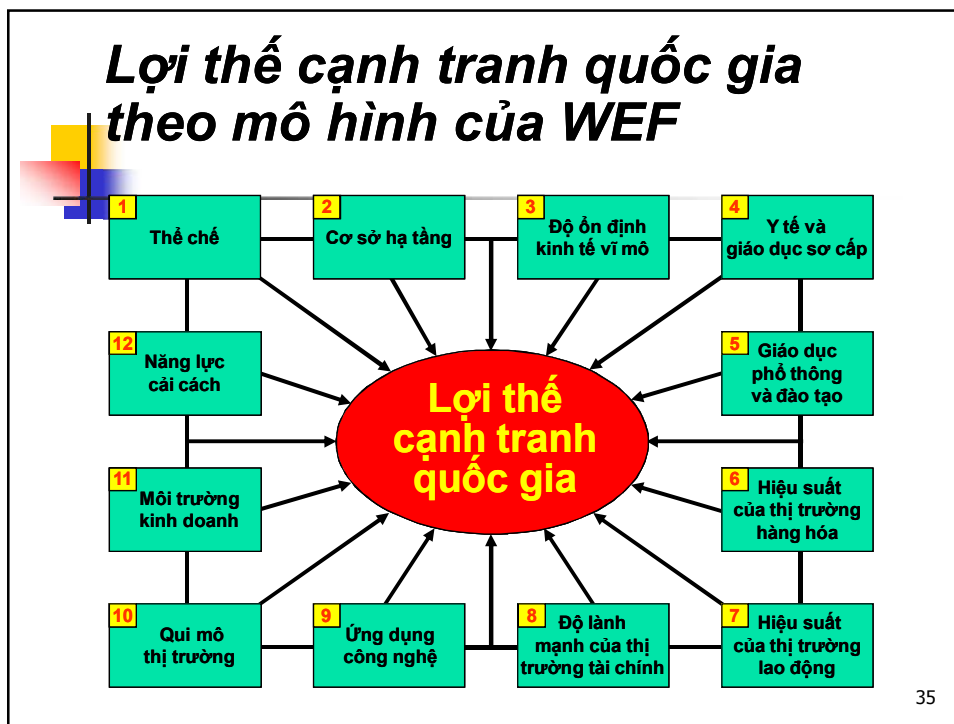 Lợi thế cạnh tranh quốc gia
theo mô hình của WEF
1
Thể chế
2
Cơ sở hạ tầng
3
Độ ổn định
kinh tế vĩ mô
4
Y tế và
giáo dục sơ cấp
12
Năng lực
cải cách
5
Giáo dục
phổ thông
và đào tạo
Lợi thế
cạnh tranh
quốc gia
11
Môi trường
kinh doanh
6
Hiệu suất
của thị trường
hàng hóa
10
Qui mô
thị trường
9
Ứng dụng
công nghệ
8
Độ lành
mạnh của thị
trường tài chính
7
Hiệu suất
của thị trường
lao động
35